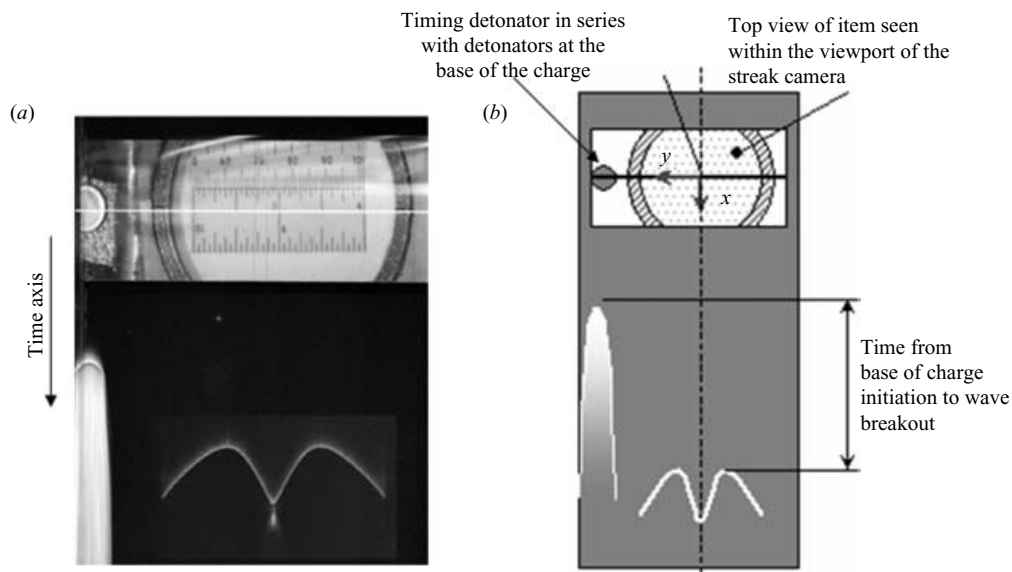 Timing detonator in series
with detonators at the
base of the charge
Top view of item seen
within the viewport of the
streak camera
(a)
(b)
y
x
Time axis
Time from
base of charge
initiation to wave
breakout